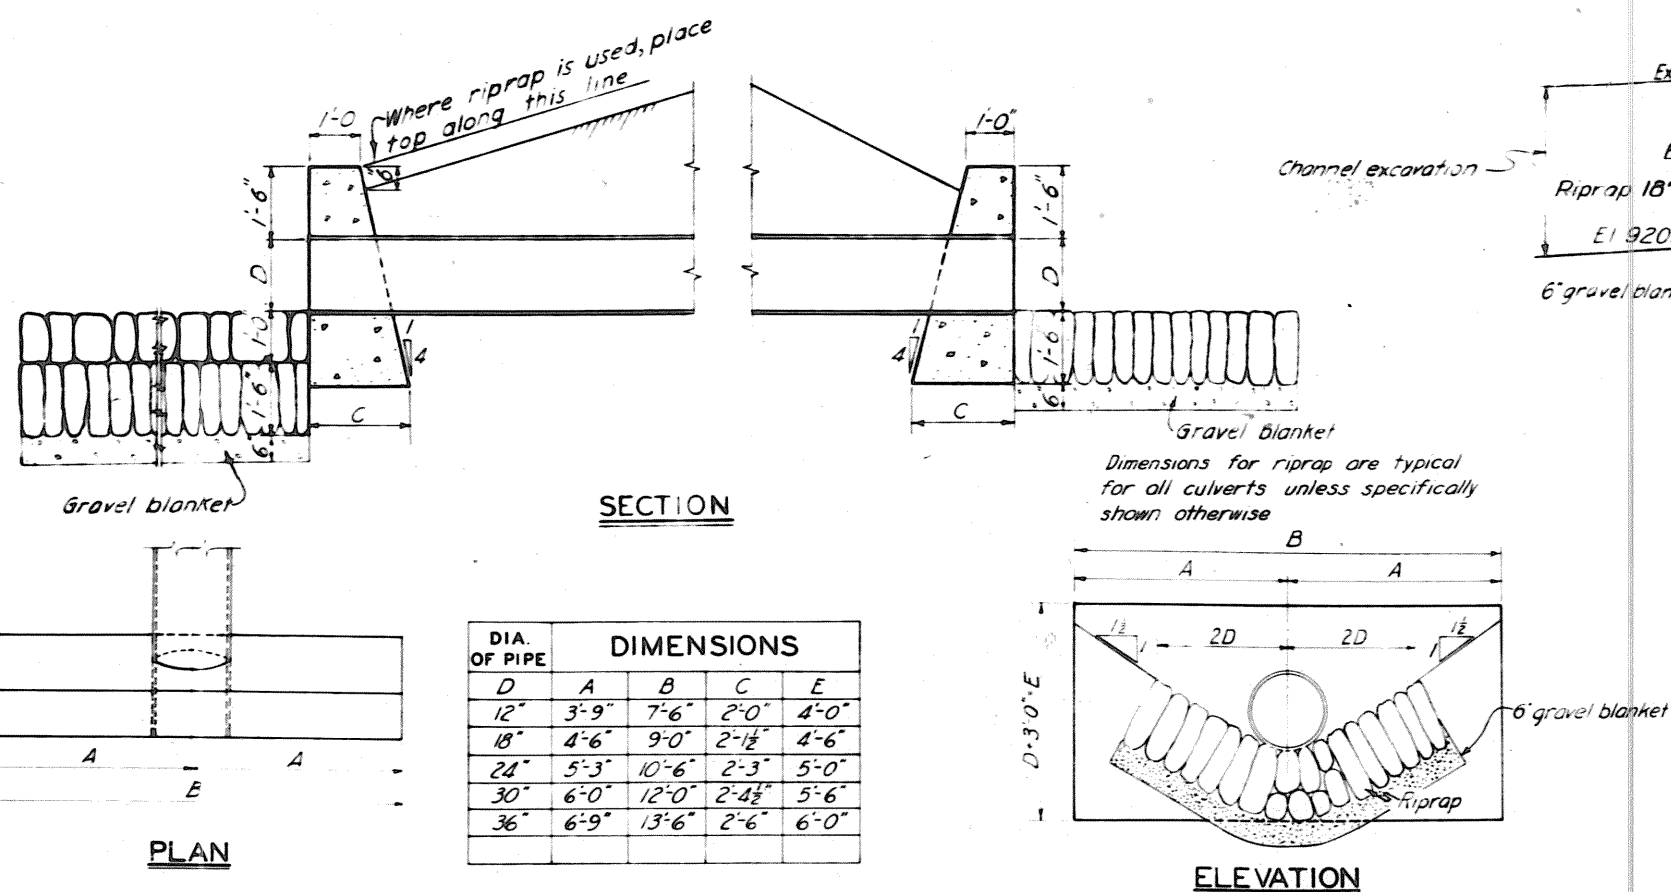 Where riprap is used, place
top along this line
1'-0
1'-0"
6"
1'-6"
1'-6"
D
D
1'-0
1'-6"
6"
1
4
C
1
4
C
1'-6
6"
Gravel blanket
Gravel blanket
SECTION
Dimensions for riprap are typical
for all culverts unless specifically
shown otherwise
Channel excavation
Riprap 18"
El 920
6" gravel blan
A
A
B
PLAN
DIA. OF PIPE DIMENSIONS
D A B C E
12" 3'-9" 7'-6" 2'-0" 4'-0"
18" 4'-6" 9'-0" 2'-1½" 4'-6"
24" 5'-3" 10'-6" 2'-3" 5'-0"
30" 6'-0" 12'-0" 2'-4½" 5'-6"
36" 6'-9" 13'-6" 2'-6" 6'-0"
B
A
A
1½
1
2D
2D
1½
1
D+3'-0"=E
6" gravel blanket
Riprap
ELEVATION